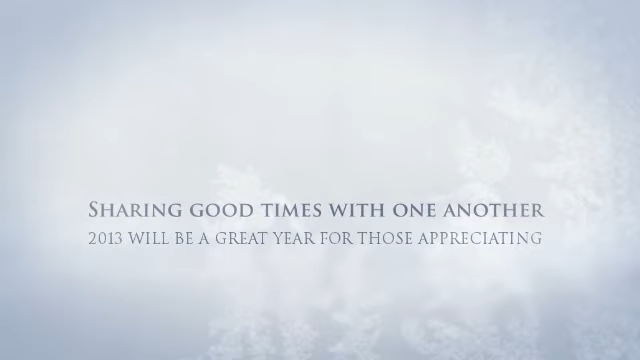 Sharing good times with one another
2013 will be a great year for those appreciating